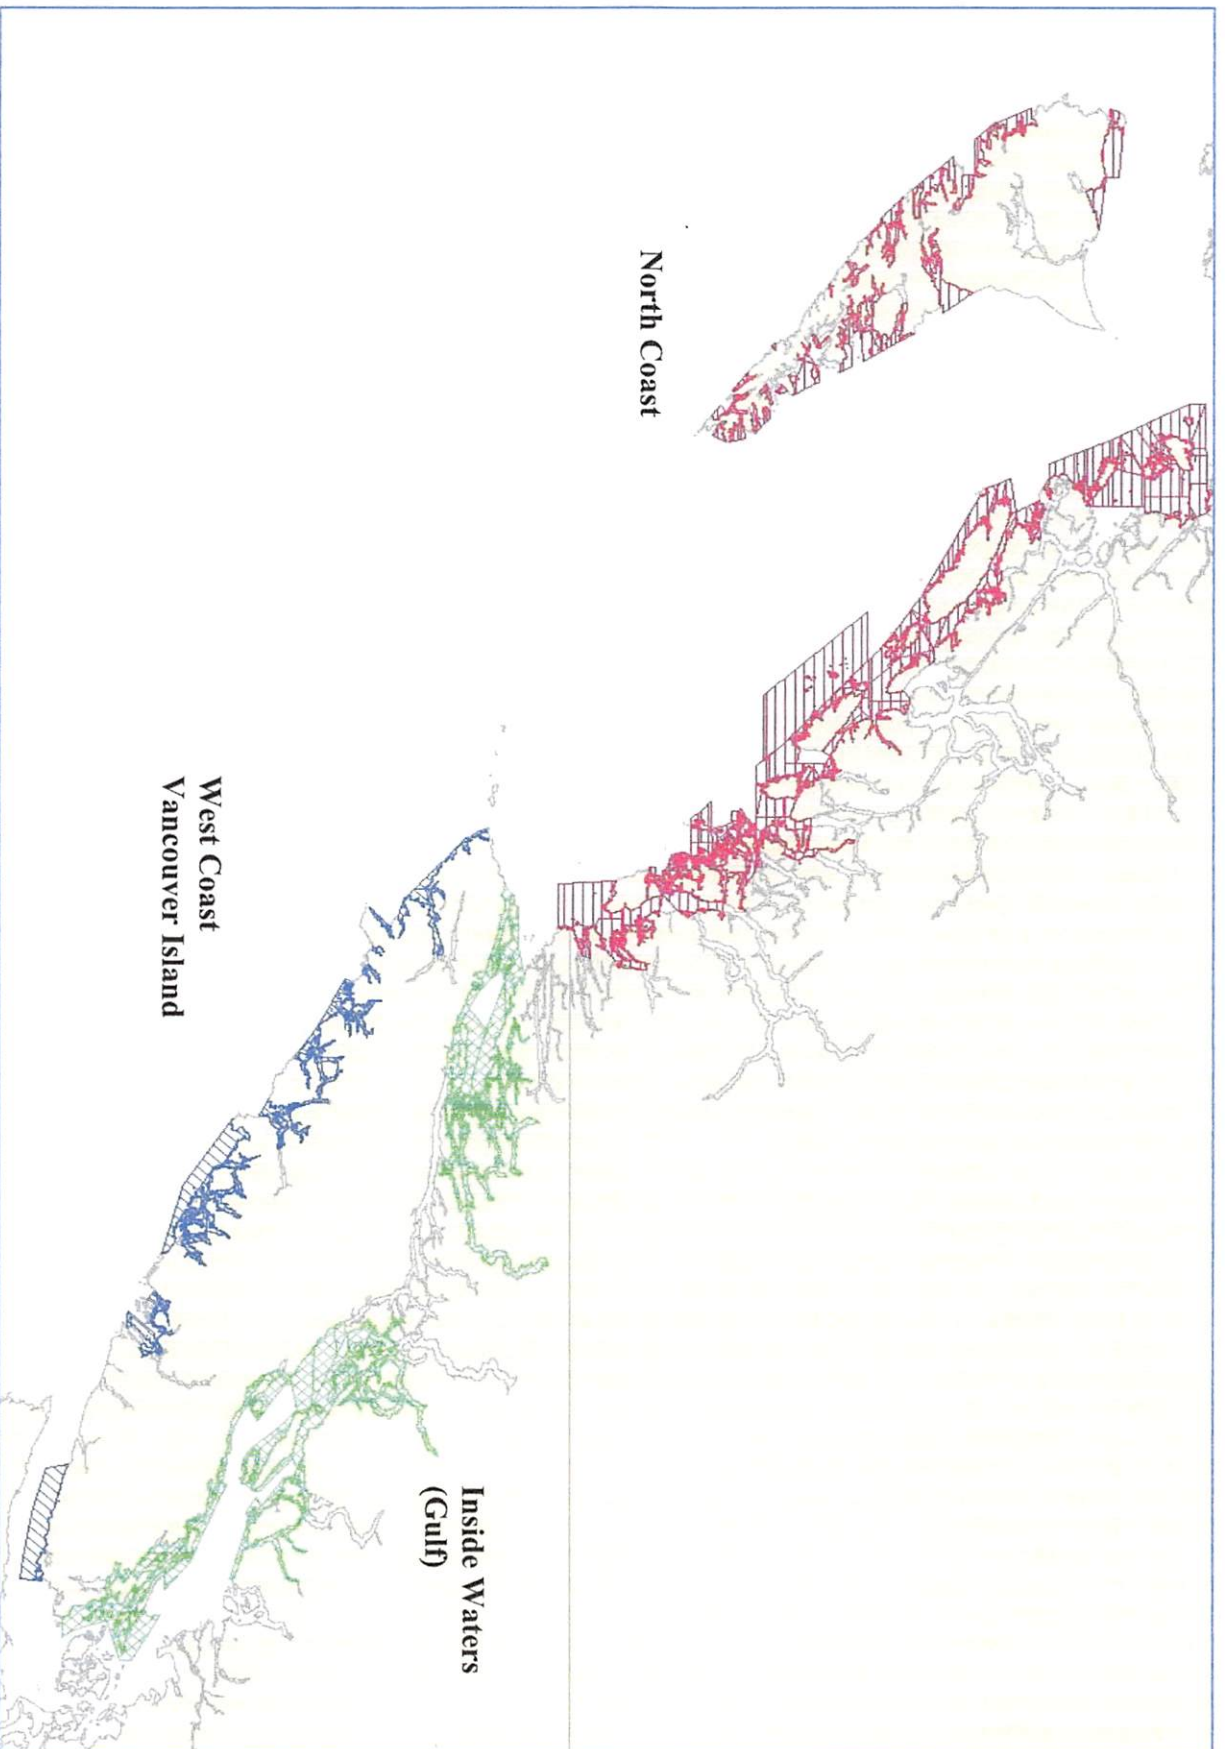 North Coast
West Coast
Vancouver Island
Inside Waters
(Gulf)